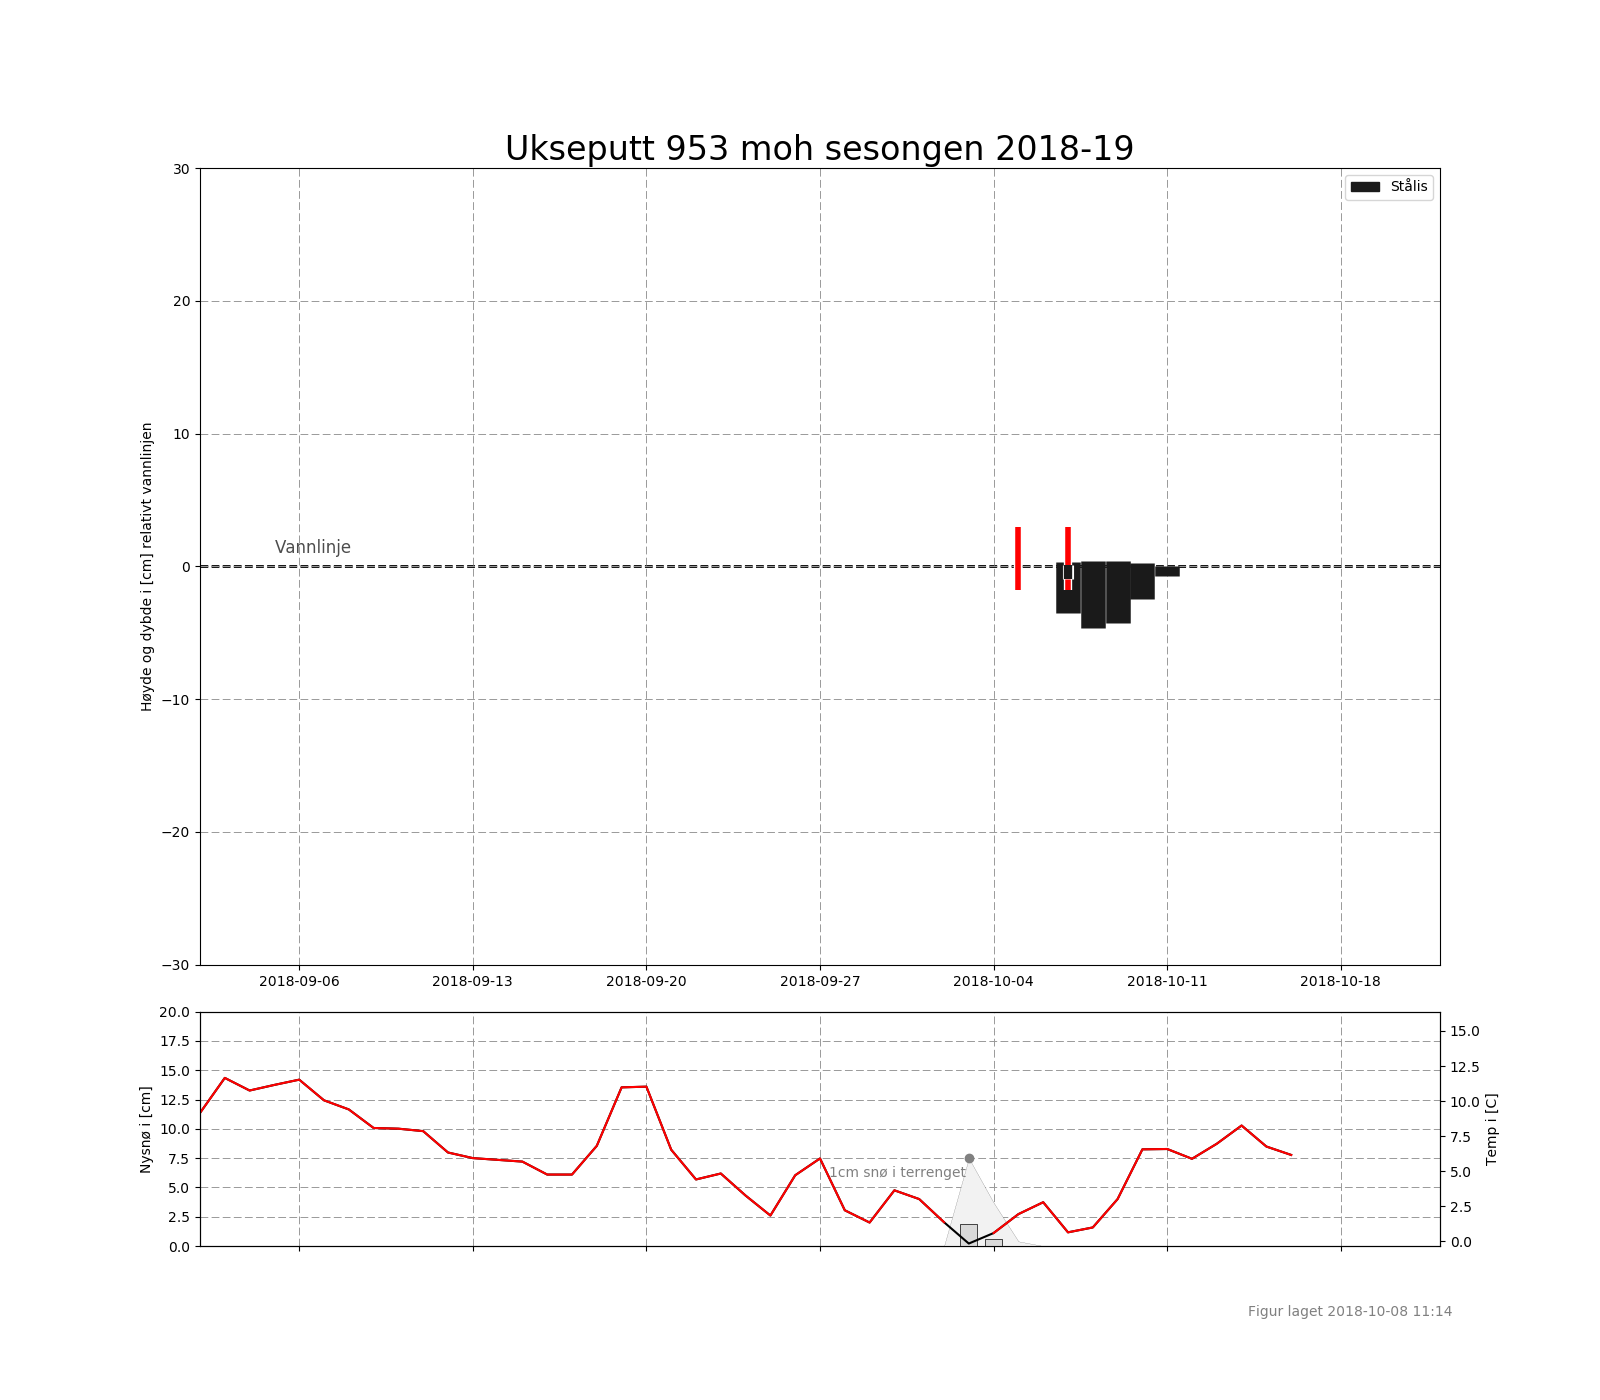 Ukseputt 953 moh sesongen 2018-19
Stålis
Høyde og dybde i [cm] relativt vannlinjen
30
20
10
0
−10
−20
−30
Vannlinje
2018-09-06 2018-09-13 2018-09-20 2018-09-27 2018-10-04 2018-10-11 2018-10-18
Nysnø i [cm]
20.0
17.5
15.0
12.5
10.0
7.5
5.0
2.5
0.0
1cm snø i terrenget
15.0
12.5
10.0
7.5
5.0
2.5
0.0
Temp i [C]
Figur laget 2018-10-08 11:14